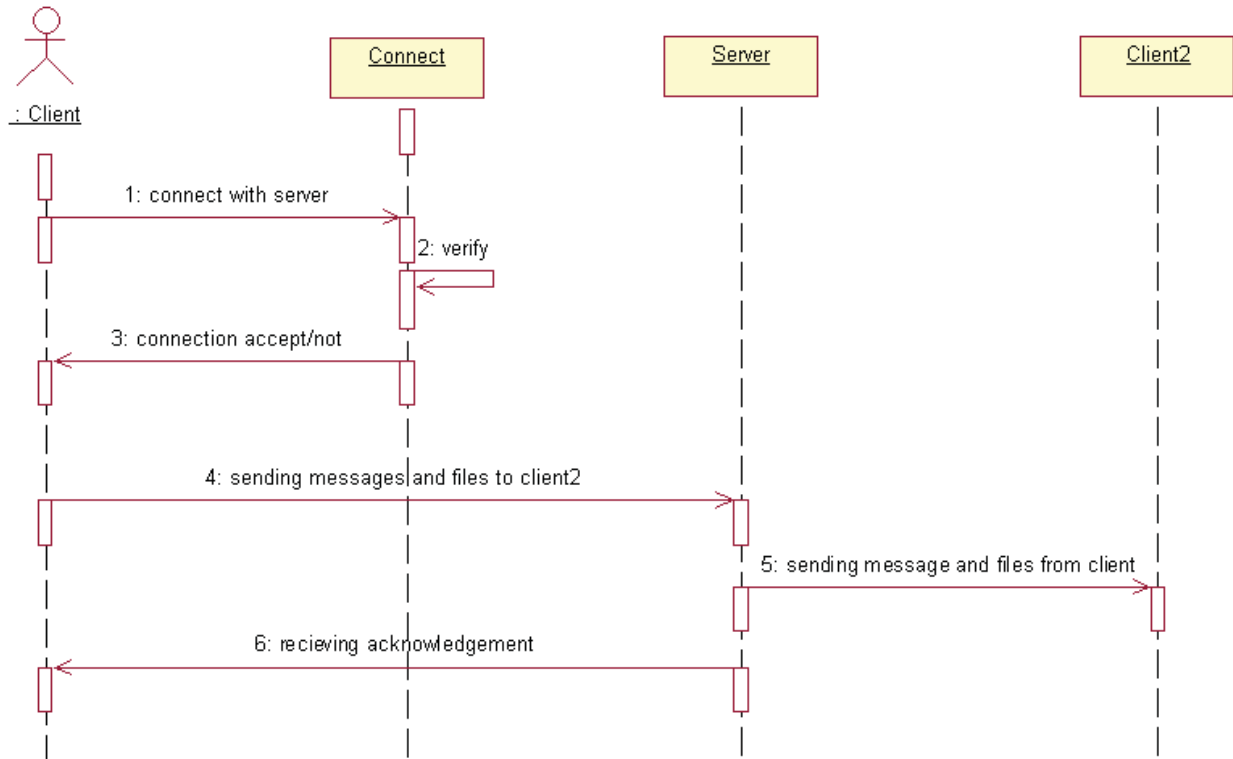 Connect
Server
Client2
: Client
1: connect with server
2: verify
3: connection accept/not
4: sending messages and files to client2
5: sending message and files from client
6: recieving acknowledgement